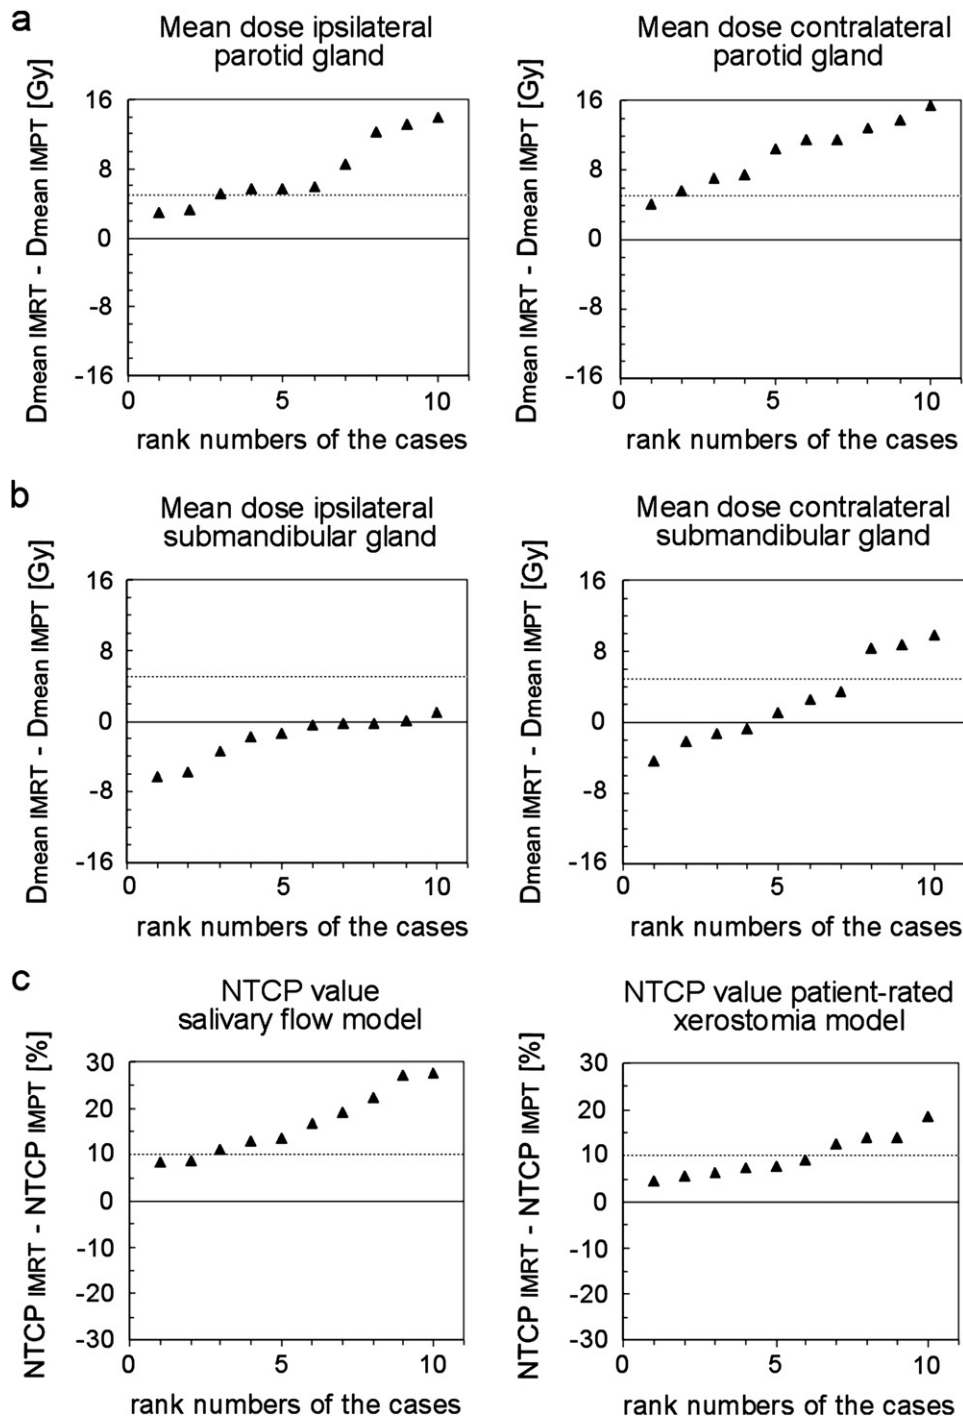 a
Mean dose ipsilateral
parotid gland
Dmean IMRT - Dmean IMPT [Gy]
16
8
0
-8
-16
0 5 10
rank numbers of the cases
Mean dose contralateral
parotid gland
Dmean IMRT - Dmean IMPT [Gy]
16
8
0
-8
-16
0 5 10
rank numbers of the cases
b
Mean dose ipsilateral
submandibular gland
Dmean IMRT - Dmean IMPT [Gy]
16
8
0
-8
-16
0 5 10
rank numbers of the cases
Mean dose contralateral
submandibular gland
Dmean IMRT - Dmean IMPT [Gy]
16
8
0
-8
-16
0 5 10
rank numbers of the cases
c
NTCP value
salivary flow model
NTCP IMRT - NTCP IMPT [%]
30
20
10
0
-10
-20
-30
0 5 10
rank numbers of the cases
NTCP value patient-rated
xerostomia model
NTCP IMRT - NTCP IMPT [%]
30
20
10
0
-10
-20
-30
0 5 10
rank numbers of the cases